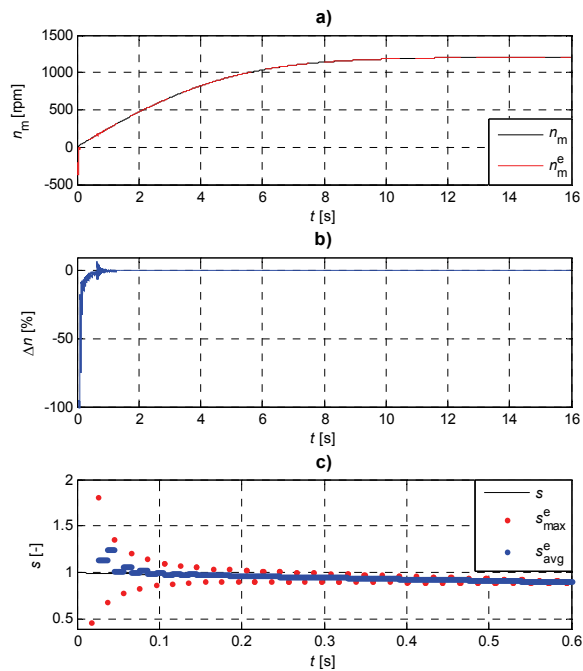 a)
1500
1000
500
0
-500
n_m [rpm]
n_m
n_m^e
0 2 4 6 8 10 12 14 16
t [s]
b)
0
-50
-100
Δn [%]
0 2 4 6 8 10 12 14 16
t [s]
c)
2
1.5
1
0.5
s [-]
s
s_max^e
s_avg^e
0 0.1 0.2 0.3 0.4 0.5 0.6
t [s]